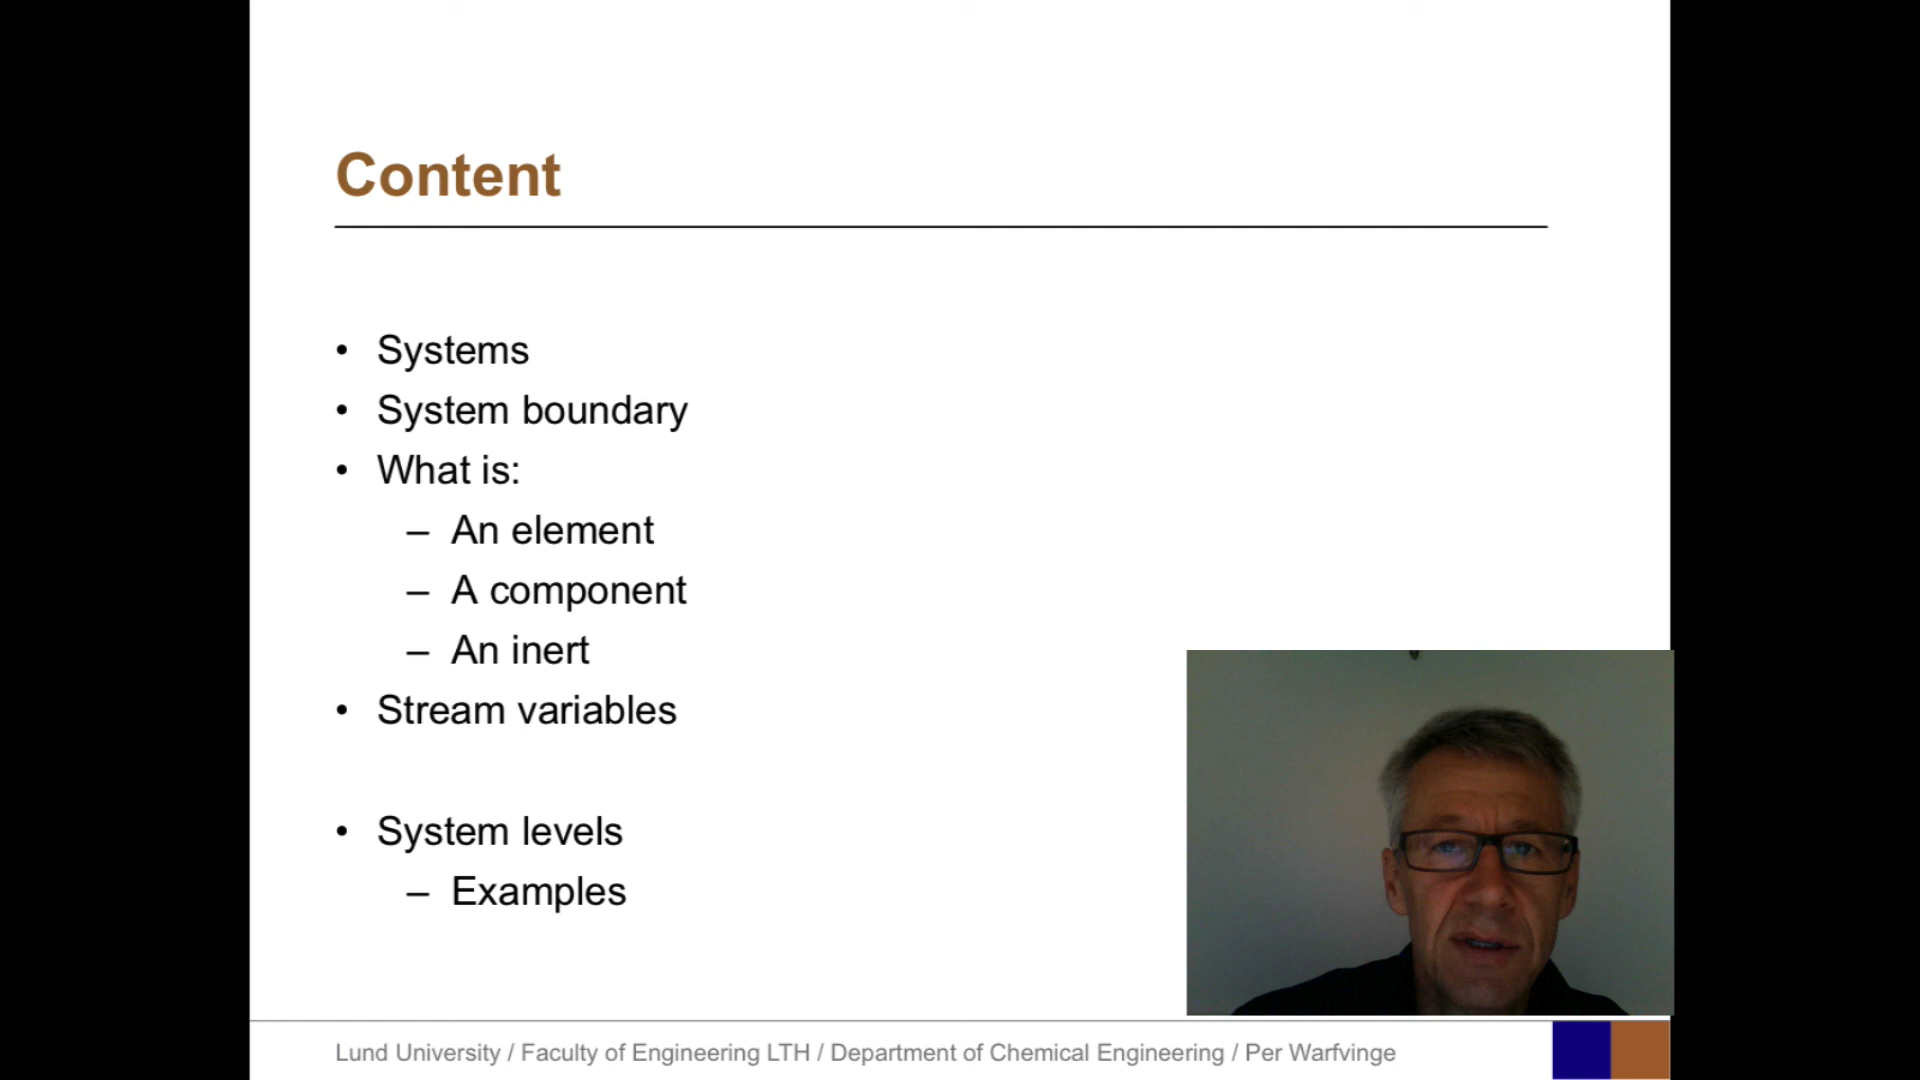 Content
• Systems
• System boundary
• What is:
– An element
– A component
– An inert
• Stream variables
• System levels
– Examples
Lund University / Faculty of Engineering LTH / Department of Chemical Engineering / Per Warfvinge